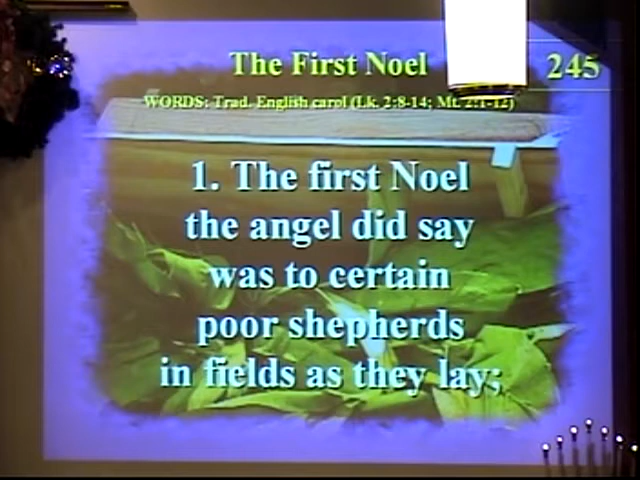 The First Noel
245
WORDS: Trad. English carol (Lk. 2:8-14; Mt. 2:1-12)
1. The first Noel
the angel did say
was to certain
poor shepherds
in fields as they lay;